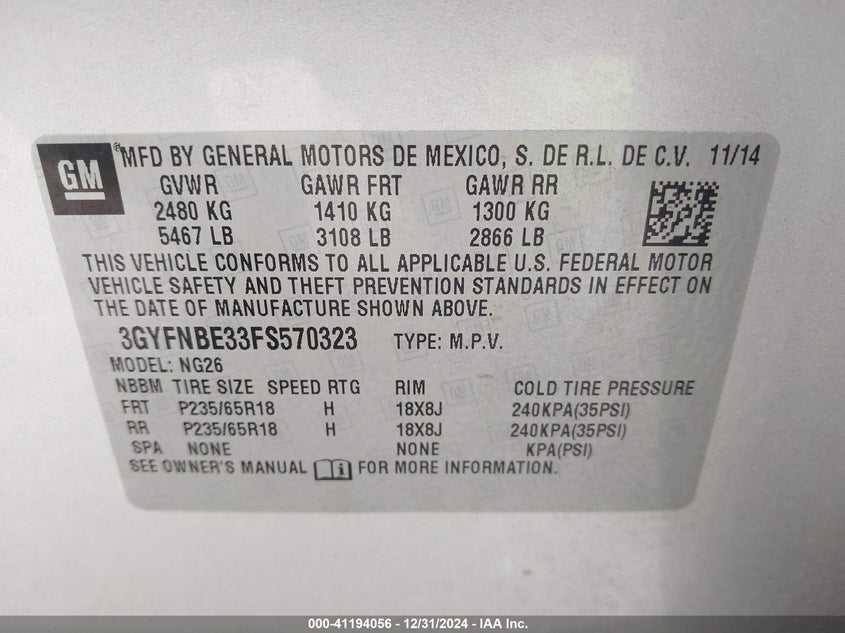 GM ® MFD BY GENERAL MOTORS DE MEXICO, S. DE R.L. DE C.V. 11/14
GVWR GAWR FRT GAWR RR
2480 KG 1410 KG 1300 KG
5467 LB 3108 LB 2866 LB
THIS VEHICLE CONFORMS TO ALL APPLICABLE U.S. FEDERAL MOTOR
VEHICLE SAFETY AND THEFT PREVENTION STANDARDS IN EFFECT ON
THE DATE OF MANUFACTURE SHOWN ABOVE.
3GYFNBE33FS570323 TYPE: M.P.V.
MODEL: NG26
NBBM TIRE SIZE SPEED RTG RIM COLD TIRE PRESSURE
FRT P235/65R18 H 18X8J 240KPA(35PSI)
RR P235/65R18 H 18X8J 240KPA(35PSI)
SPA NONE NONE KPA(PSI)
SEE OWNER'S MANUAL FOR MORE INFORMATION.
000-41194056 - 12/31/2024 - IAA Inc.